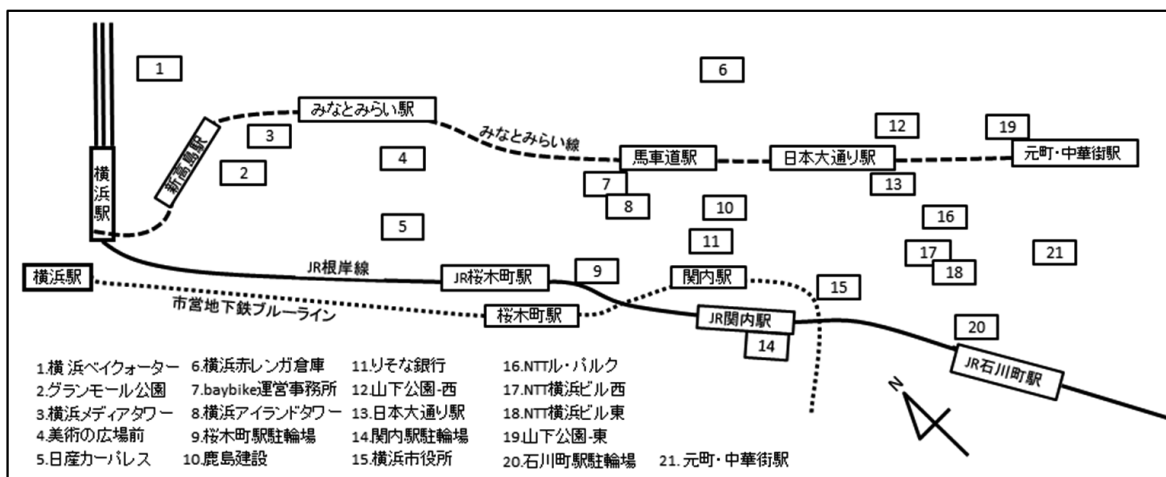 1
6
みなとみらい駅
3
みなとみらい線
12
19
新高島駅
4
馬車道駅
日本大通り駅
元町・中華街駅
横浜駅
2
7
8
13
10
16
5
11
17
21
横浜駅
JR根岸線
JR桜木町駅
9
関内駅
18
15
市営地下鉄ブルーライン
桜木町駅
JR関内駅
14
20
JR石川町駅
N
1.横浜ベイクォーター
6.横浜赤レンガ倉庫
11.りそな銀行
16.NTTル・パルク
2.グランモール公園
7.baybike運営事務所
12.山下公園-西
17.NTT横浜ビル西
3.横浜メディアタワー
8.横浜アイランドタワー
13.日本大通り駅
18.NTT横浜ビル東
4.美術の広場前
9.桜木町駅駐輪場
14.関内駅駐輪場
19.山下公園-東
5.日産カーパレス
10.鹿島建設
15.横浜市役所
20.石川町駅駐輪場
21.元町・中華街駅